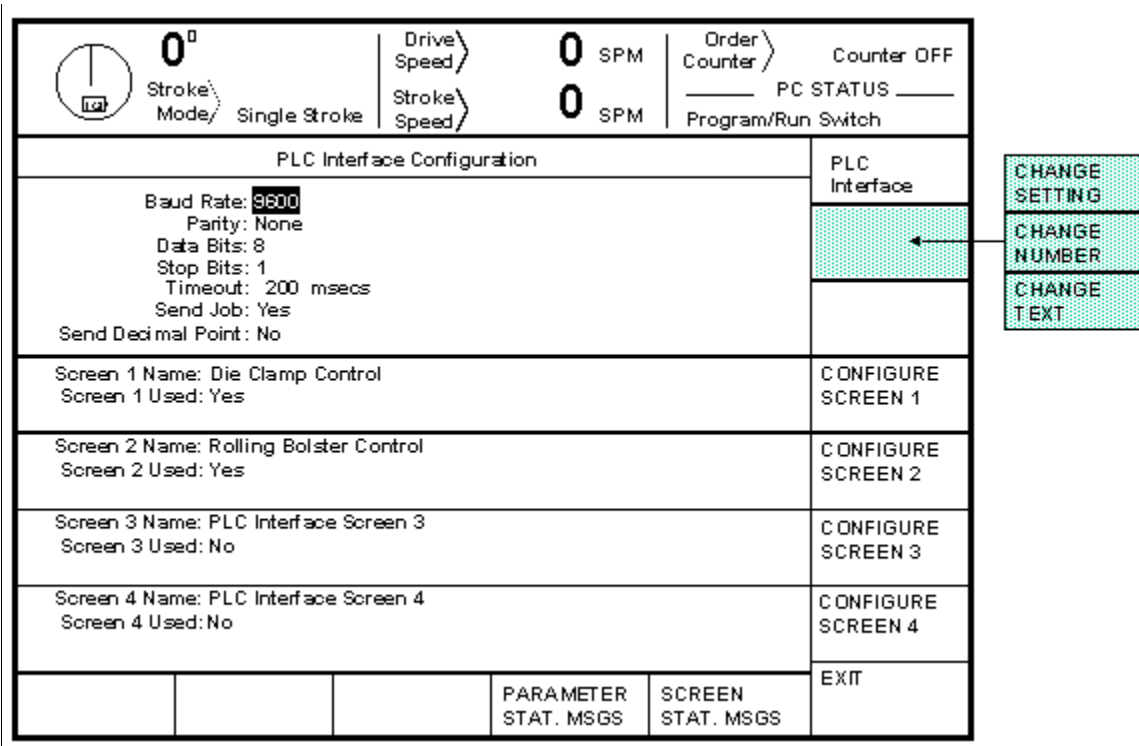 0°
Stroke Mode Single Stroke
Drive Speed 0 SPM
Stroke Speed 0 SPM
Order Counter Counter OFF
PC STATUS
Program/Run Switch
PLC Interface Configuration
Baud Rate: 9600
Parity: None
Data Bits: 8
Stop Bits: 1
Timeout: 200 msecs
Send Job: Yes
Send Decimal Point: No
Screen 1 Name: Die Clamp Control
Screen 1 Used: Yes
Screen 2 Name: Rolling Bolster Control
Screen 2 Used: Yes
Screen 3 Name: PLC Interface Screen 3
Screen 3 Used: No
Screen 4 Name: PLC Interface Screen 4
Screen 4 Used: No
PLC
Interface
CONFIGURE
SCREEN 1
CONFIGURE
SCREEN 2
CONFIGURE
SCREEN 3
CONFIGURE
SCREEN 4
EXIT
PARAMETER
STAT. MSGS
SCREEN
STAT. MSGS
CHANGE
SETTING
CHANGE
NUMBER
CHANGE
TEXT